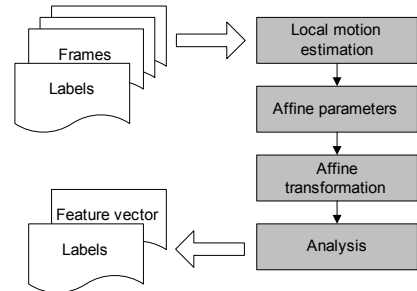 Frames
Labels
Local motion
estimation
Affine parameters
Affine
transformation
Analysis
Feature vector
Labels